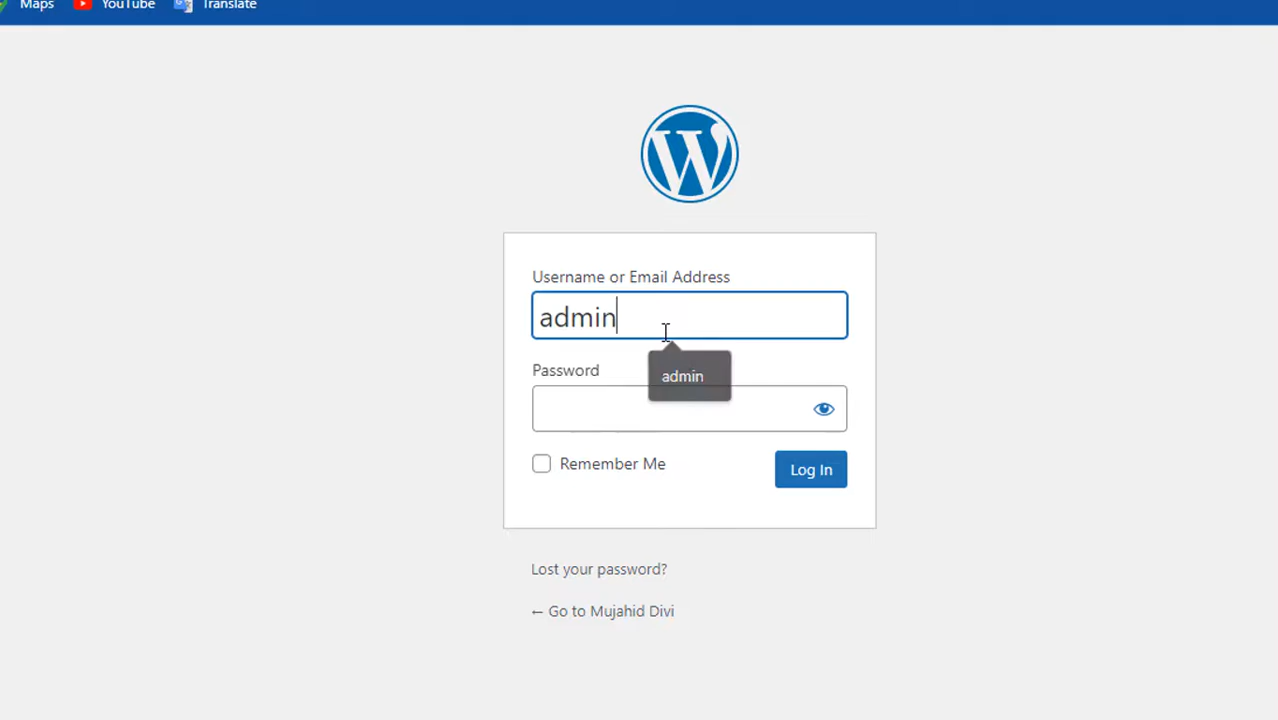 Maps YouTube Translate
Username or Email Address
admin
admin
Password
Remember Me
Log In
Lost your password?
← Go to Mujahid Divi